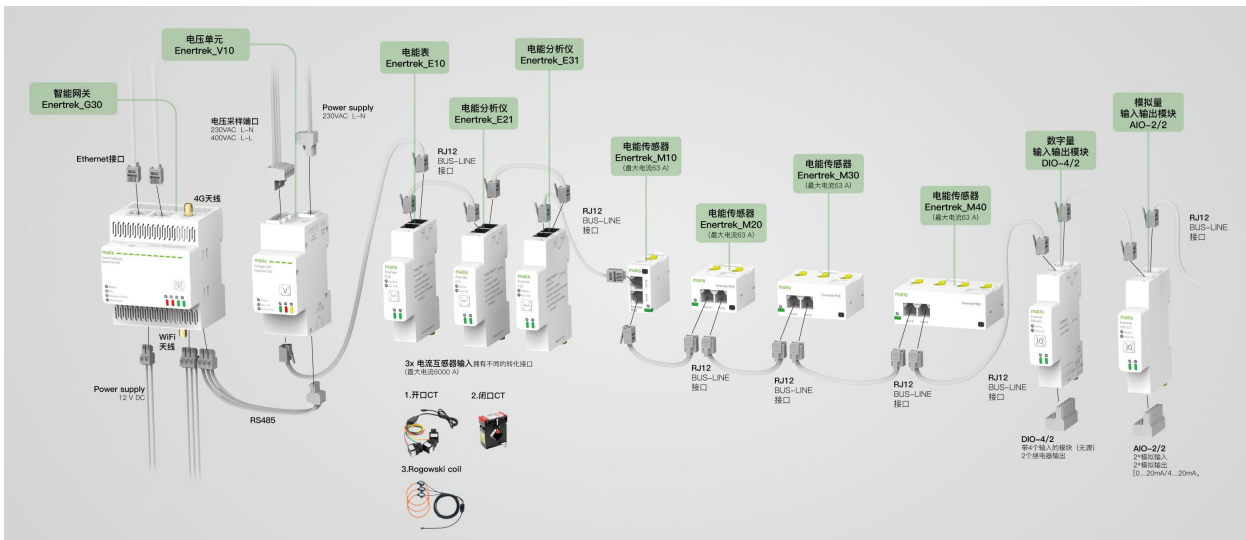 智能网关
Enertrek_G30
电压单元
Enertrek_V10
电能表
Enertrek_E10
电能分析仪
Enertrek_E21
电能分析仪
Enertrek_E31
电能传感器
Enertrek_M10
(最大电流63 A)
电能传感器
Enertrek_M20
(最大电流63 A)
电能传感器
Enertrek_M30
(最大电流63 A)
电能传感器
Enertrek_M40
(最大电流63 A)
数字量
输入输出模块
DIO-4/2
模拟量
输入输出模块
AIO-2/2
Ethernet接口
4G天线
电压采样端口
230VAC L-N
400VAC L-L
Power supply
230VAC L-N
RJ12
BUS-LINE
接口
RJ12
BUS-LINE
接口
RJ12
BUS-LINE
接口
matis
matis
matis
matis
matis
matis
matis
matis
matis
matis
matis
WiFi
天线
Power supply
12 V DC
RS485
3x 电流互感器输入拥有不同的转化接口
(最大电流6000 A)
1.开口CT
2.闭口CT
3.Rogowski coil
RJ12
BUS-LINE
接口
RJ12
BUS-LINE
接口
RJ12
BUS-LINE
接口
RJ12
BUS-LINE
接口
DIO-4/2
带4个输入的模块（无源）
2个继电器输出
AIO-2/2
2*模拟输入
2*模拟输出
[0...20mA/4...20mA。